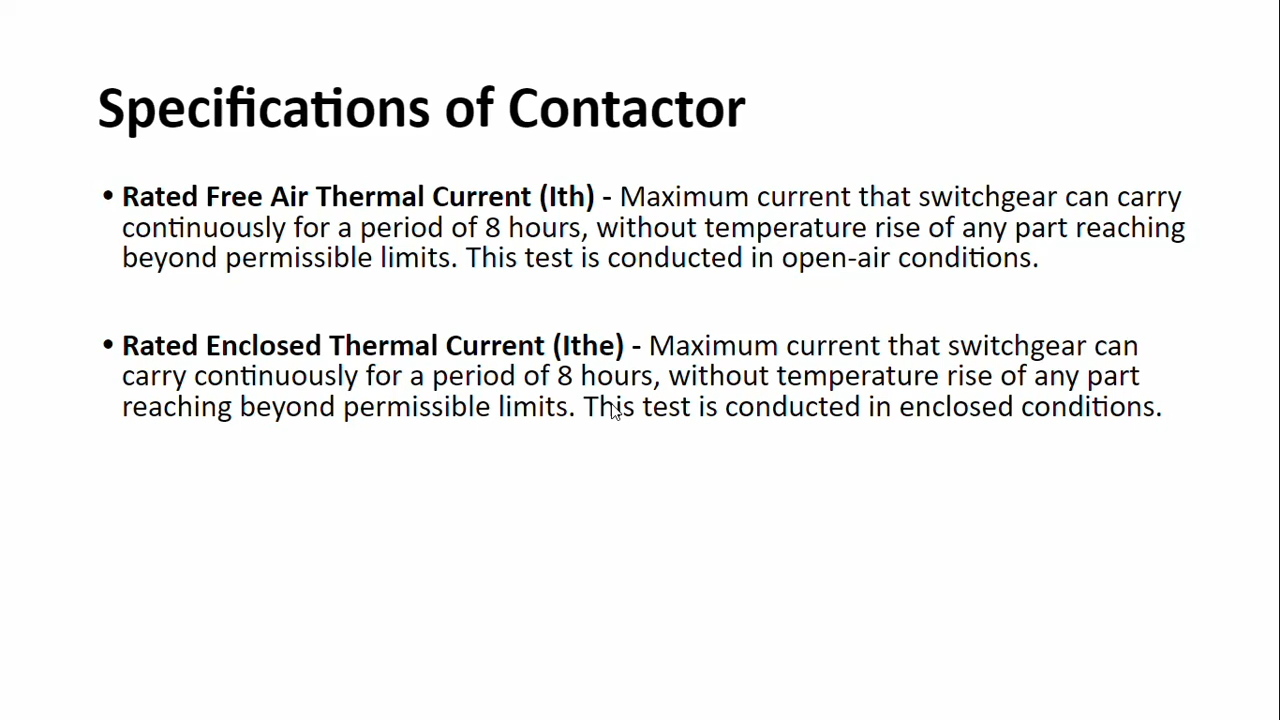 Specifications of Contactor
• Rated Free Air Thermal Current (Ith) - Maximum current that switchgear can carry
continuously for a period of 8 hours, without temperature rise of any part reaching
beyond permissible limits. This test is conducted in open-air conditions.
• Rated Enclosed Thermal Current (Ithe) - Maximum current that switchgear can
carry continuously for a period of 8 hours, without temperature rise of any part
reaching beyond permissible limits. This test is conducted in enclosed conditions.